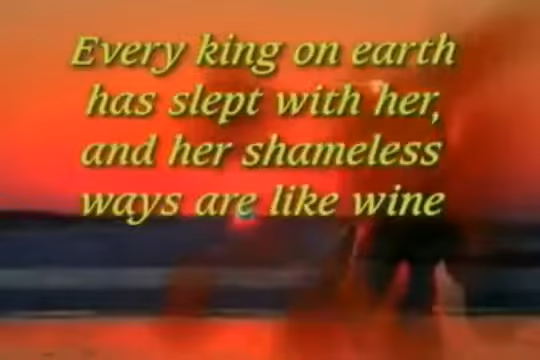 Every king on earth
has slept with her,
and her shameless
ways are like wine